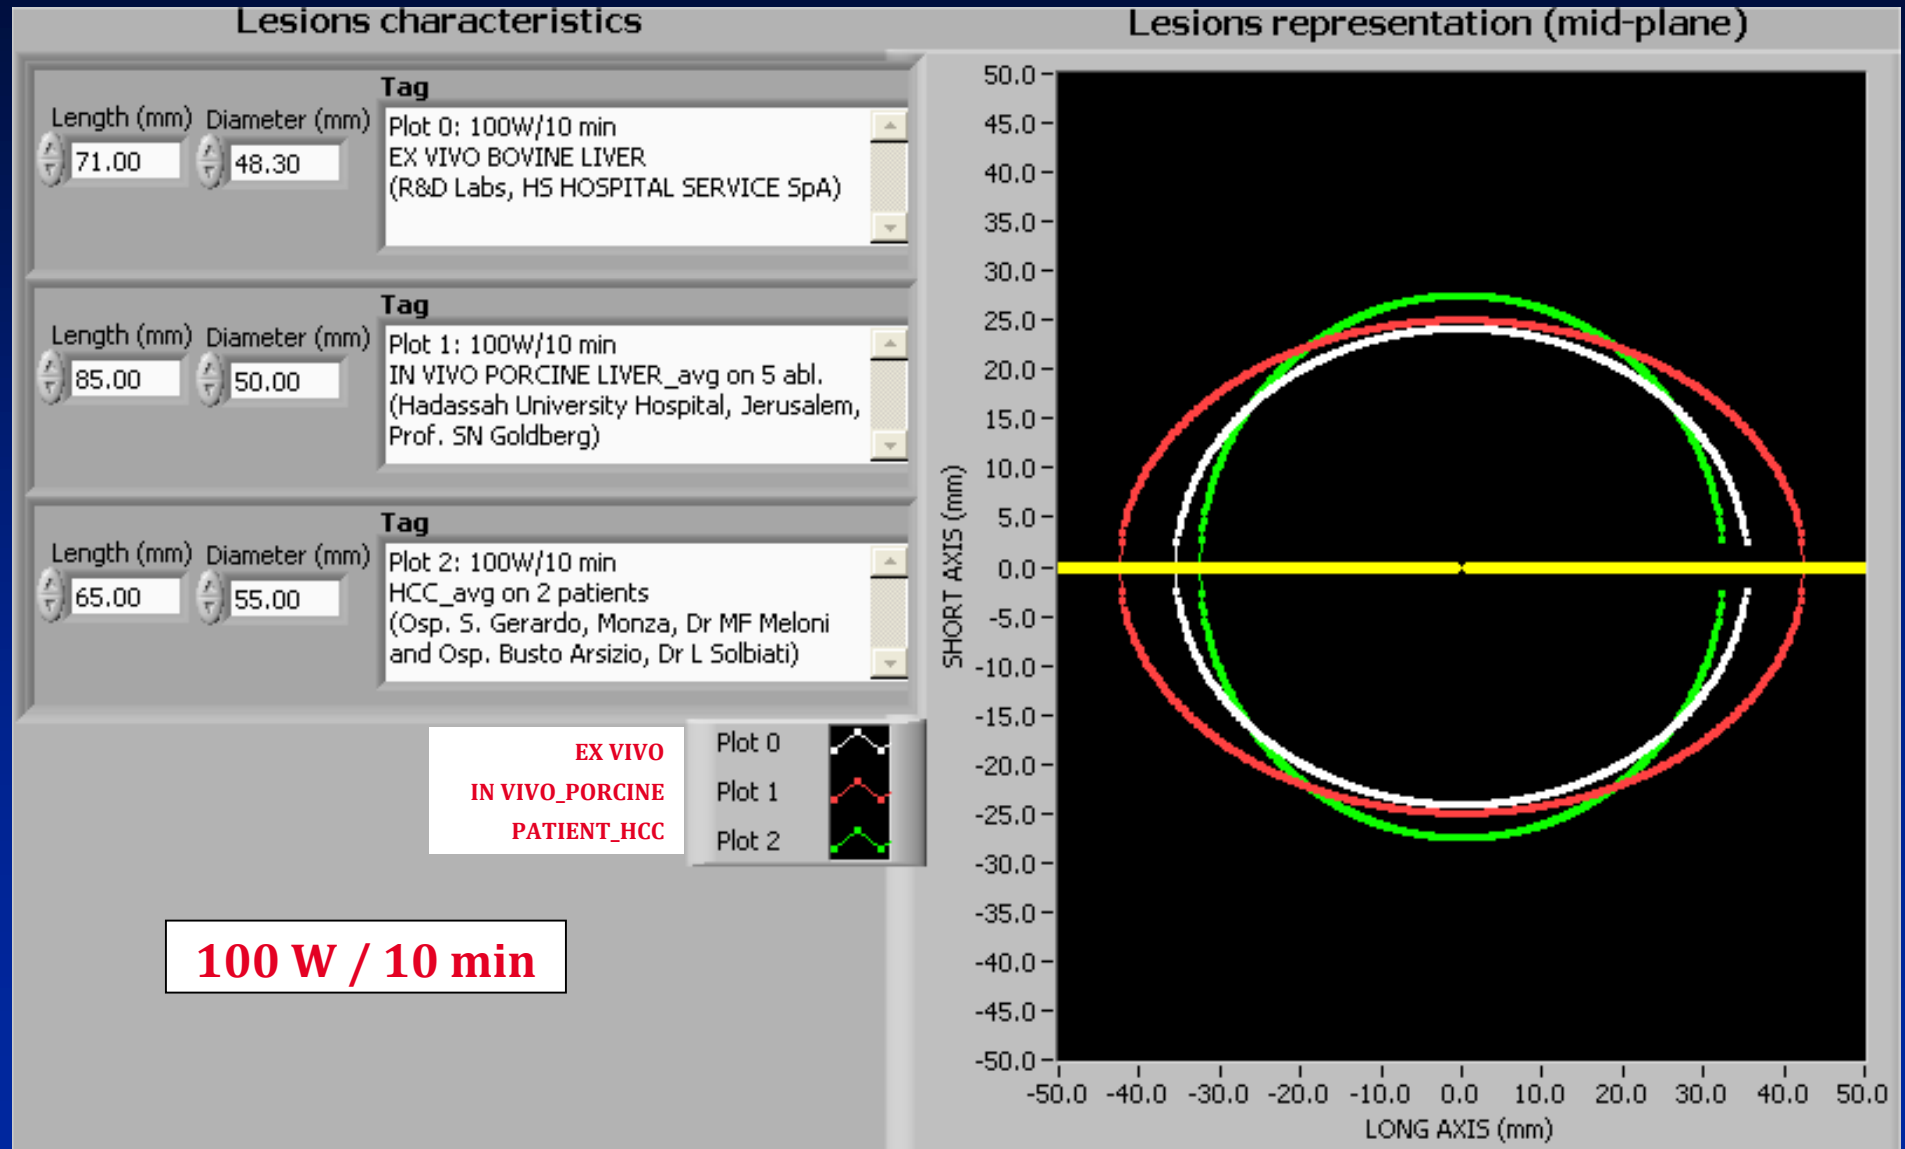 Lesions characteristics
Length (mm)
Diameter (mm)
71.00
48.30
Tag
Plot 0: 100W/10 min
EX VIVO BOVINE LIVER
(R&D Labs, HS HOSPITAL SERVICE SpA)
Length (mm)
Diameter (mm)
85.00
50.00
Tag
Plot 1: 100W/10 min
IN VIVO PORCINE LIVER_avg on 5 abl.
(Hadassah University Hospital, Jerusalem,
Prof. SN Goldberg)
Length (mm)
Diameter (mm)
65.00
55.00
Tag
Plot 2: 100W/10 min
HCC_avg on 2 patients
(Osp. S. Gerardo, Monza, Dr MF Meloni
and Osp. Busto Arsizio, Dr L Solbiati)
EX VIVO
IN VIVO_PORCINE
PATIENT_HCC
Plot 0
Plot 1
Plot 2
100 W / 10 min
Lesions representation (mid-plane)
SHORT AXIS (mm)
50.0
45.0
40.0
35.0
30.0
25.0
20.0
15.0
10.0
5.0
0.0
-5.0
-10.0
-15.0
-20.0
-25.0
-30.0
-35.0
-40.0
-45.0
-50.0
-50.0 -40.0 -30.0 -20.0 -10.0 0.0 10.0 20.0 30.0 40.0 50.0
LONG AXIS (mm)